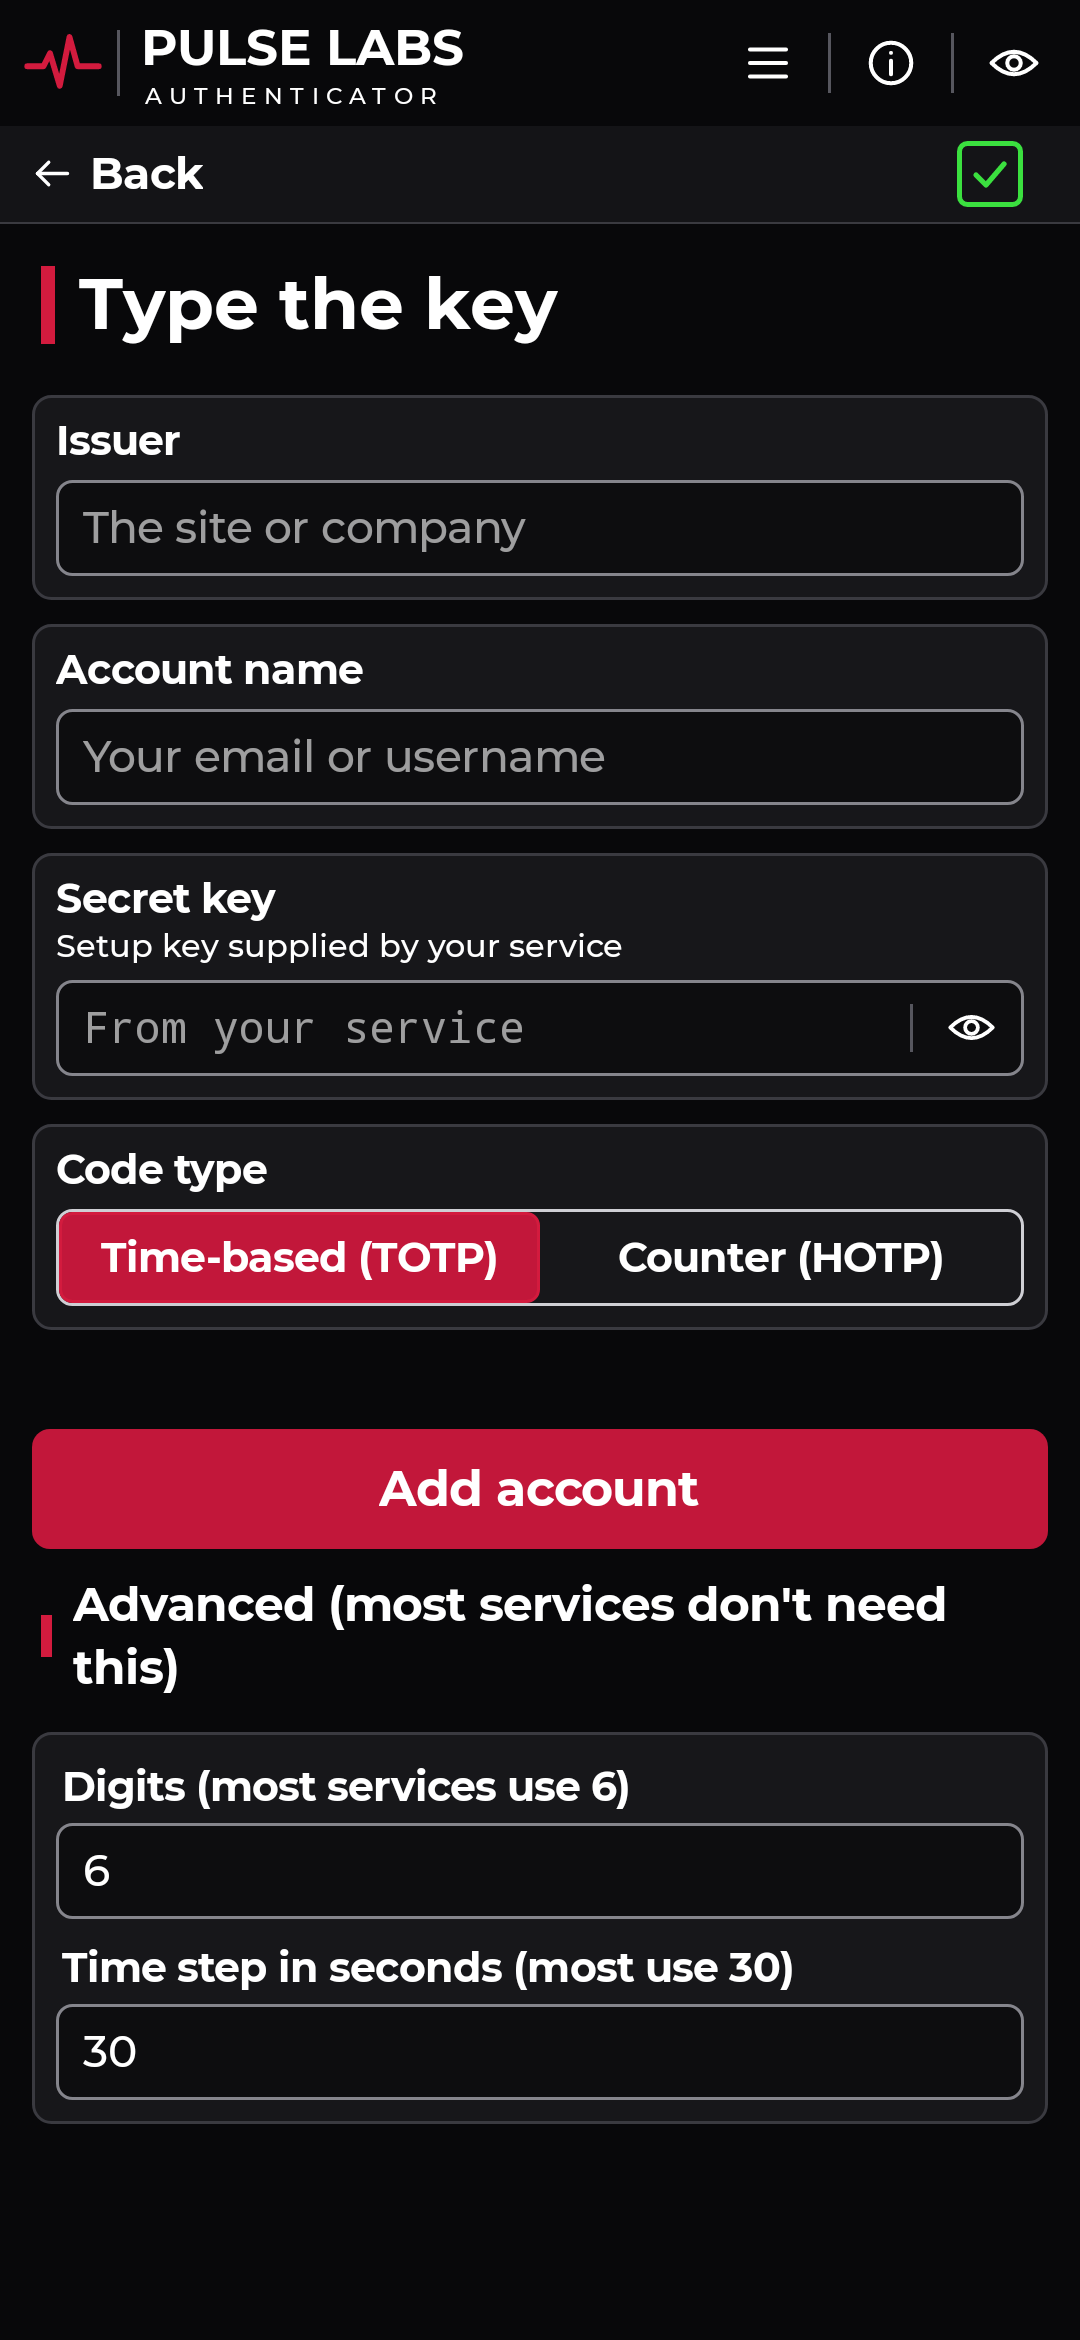 PULSE LABS
AUTHENTICATOR
Back
Type the key
Issuer
The site or company
Account name
Your email or username
Secret key
Setup key supplied by your service
From your service
Code type
Time-based (TOTP)
Counter (HOTP)
Add account
Advanced (most services don't need
this)
Digits (most services use 6)
6
Time step in seconds (most use 30)
30